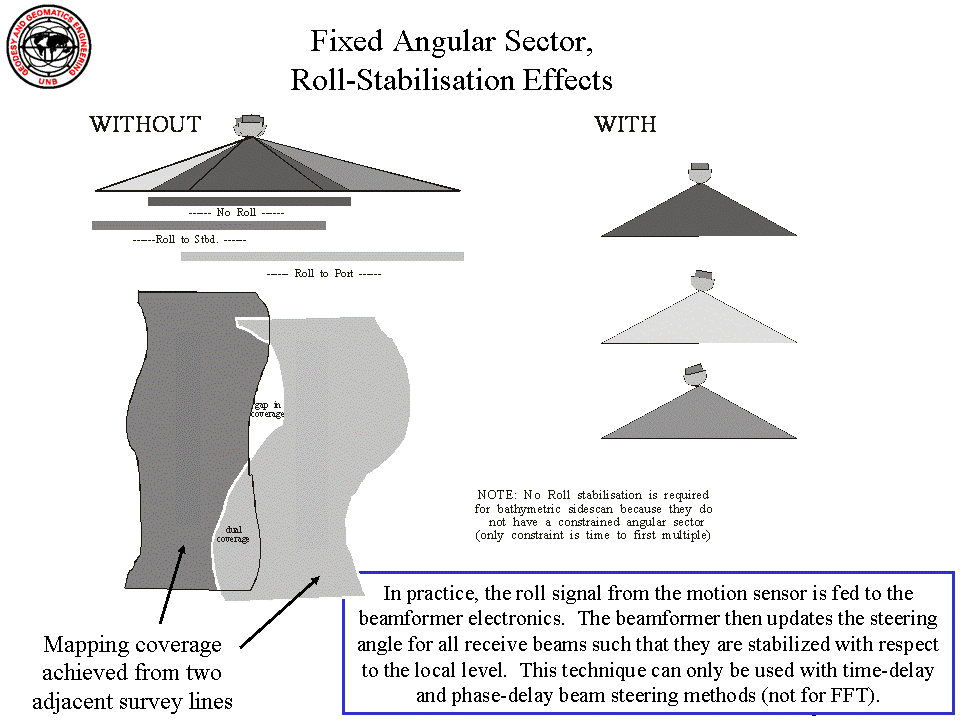 GEODESY AND GEOMATICS ENGINEERING
UNB
Fixed Angular Sector,
Roll-Stabilisation Effects
WITHOUT
WITH
------ No Roll ------
------Roll to Stbd. ------
------ Roll to Port ------
gap in
coverage
dual
coverage
NOTE: No Roll stabilisation is required
for bathymetric sidescan because they do
not have a constrained angular sector
(only constraint is time to first multiple)
Mapping coverage
achieved from two
adjacent survey lines
In practice, the roll signal from the motion sensor is fed to the
beamformer electronics.  The beamformer then updates the steering
angle for all receive beams such that they are stabilized with respect
to the local level.  This technique can only be used with time-delay
and phase-delay beam steering methods (not for FFT).